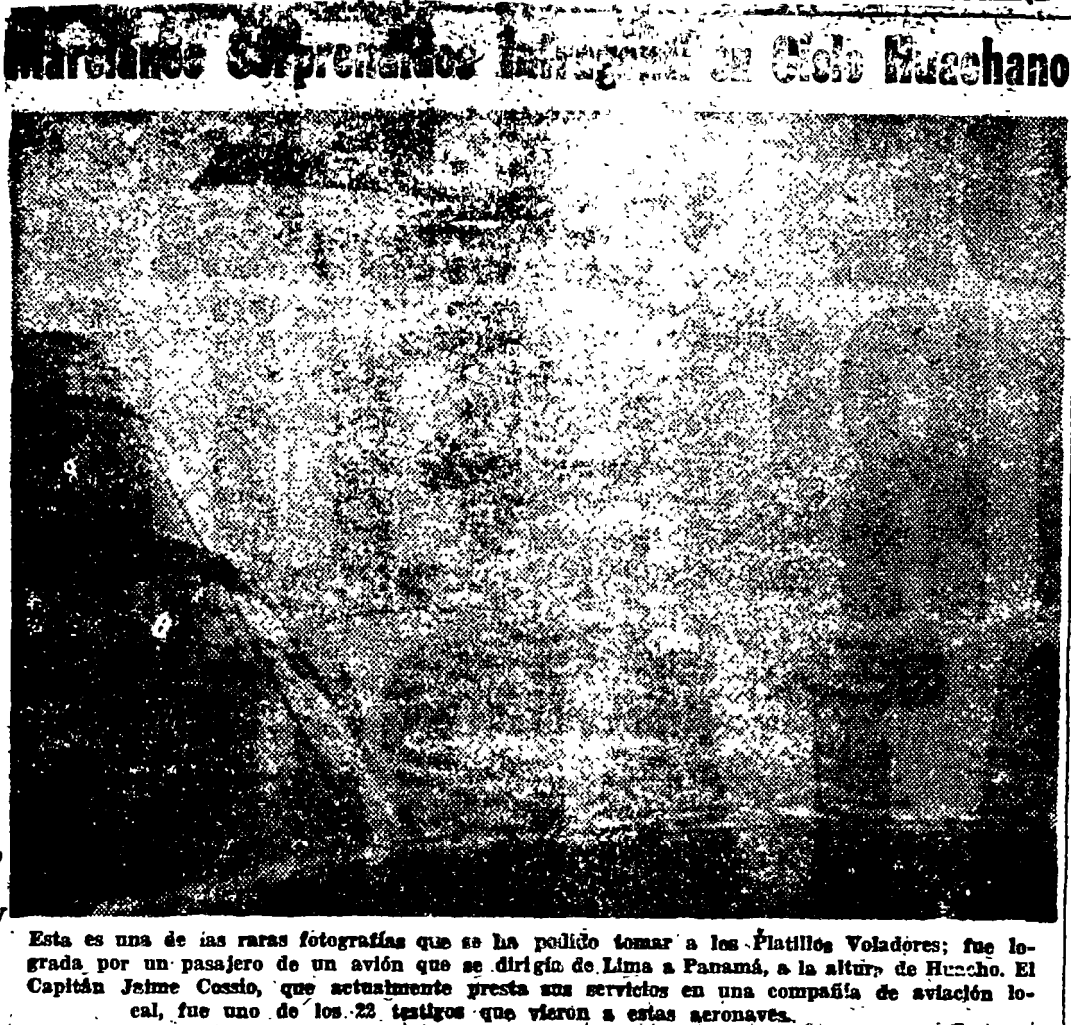 Marcianos Sorprendidos en Cielo Huachano
Esta es una de las raras fotografías que se ha podido tomar a los Platillos Voladores; fue lo-
grada por un pasajero de un avión que se dirigía de Lima a Panamá, a la altura de Huacho. El
Capitán Jaime Cossio, que actualmente presta sus servicios en una compañía de aviación lo-
cal, fue uno de los 22 testigos que vieron a estas aeronaves.